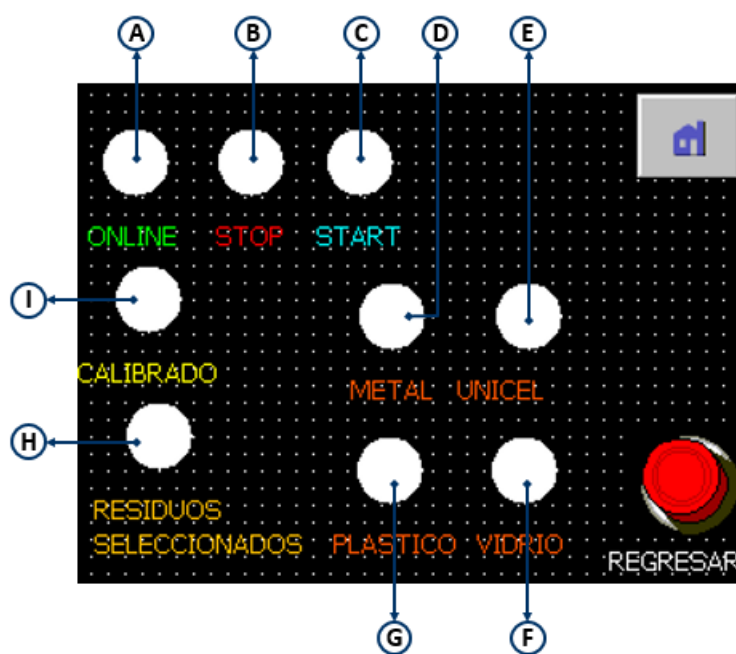 A B C D E
ONLINE STOP START
I
CALIBRADO
METAL UNICEL
H
RESIDUOS
SELECCIONADOS PLASTICO VIDRIO
REGRESAR
G F